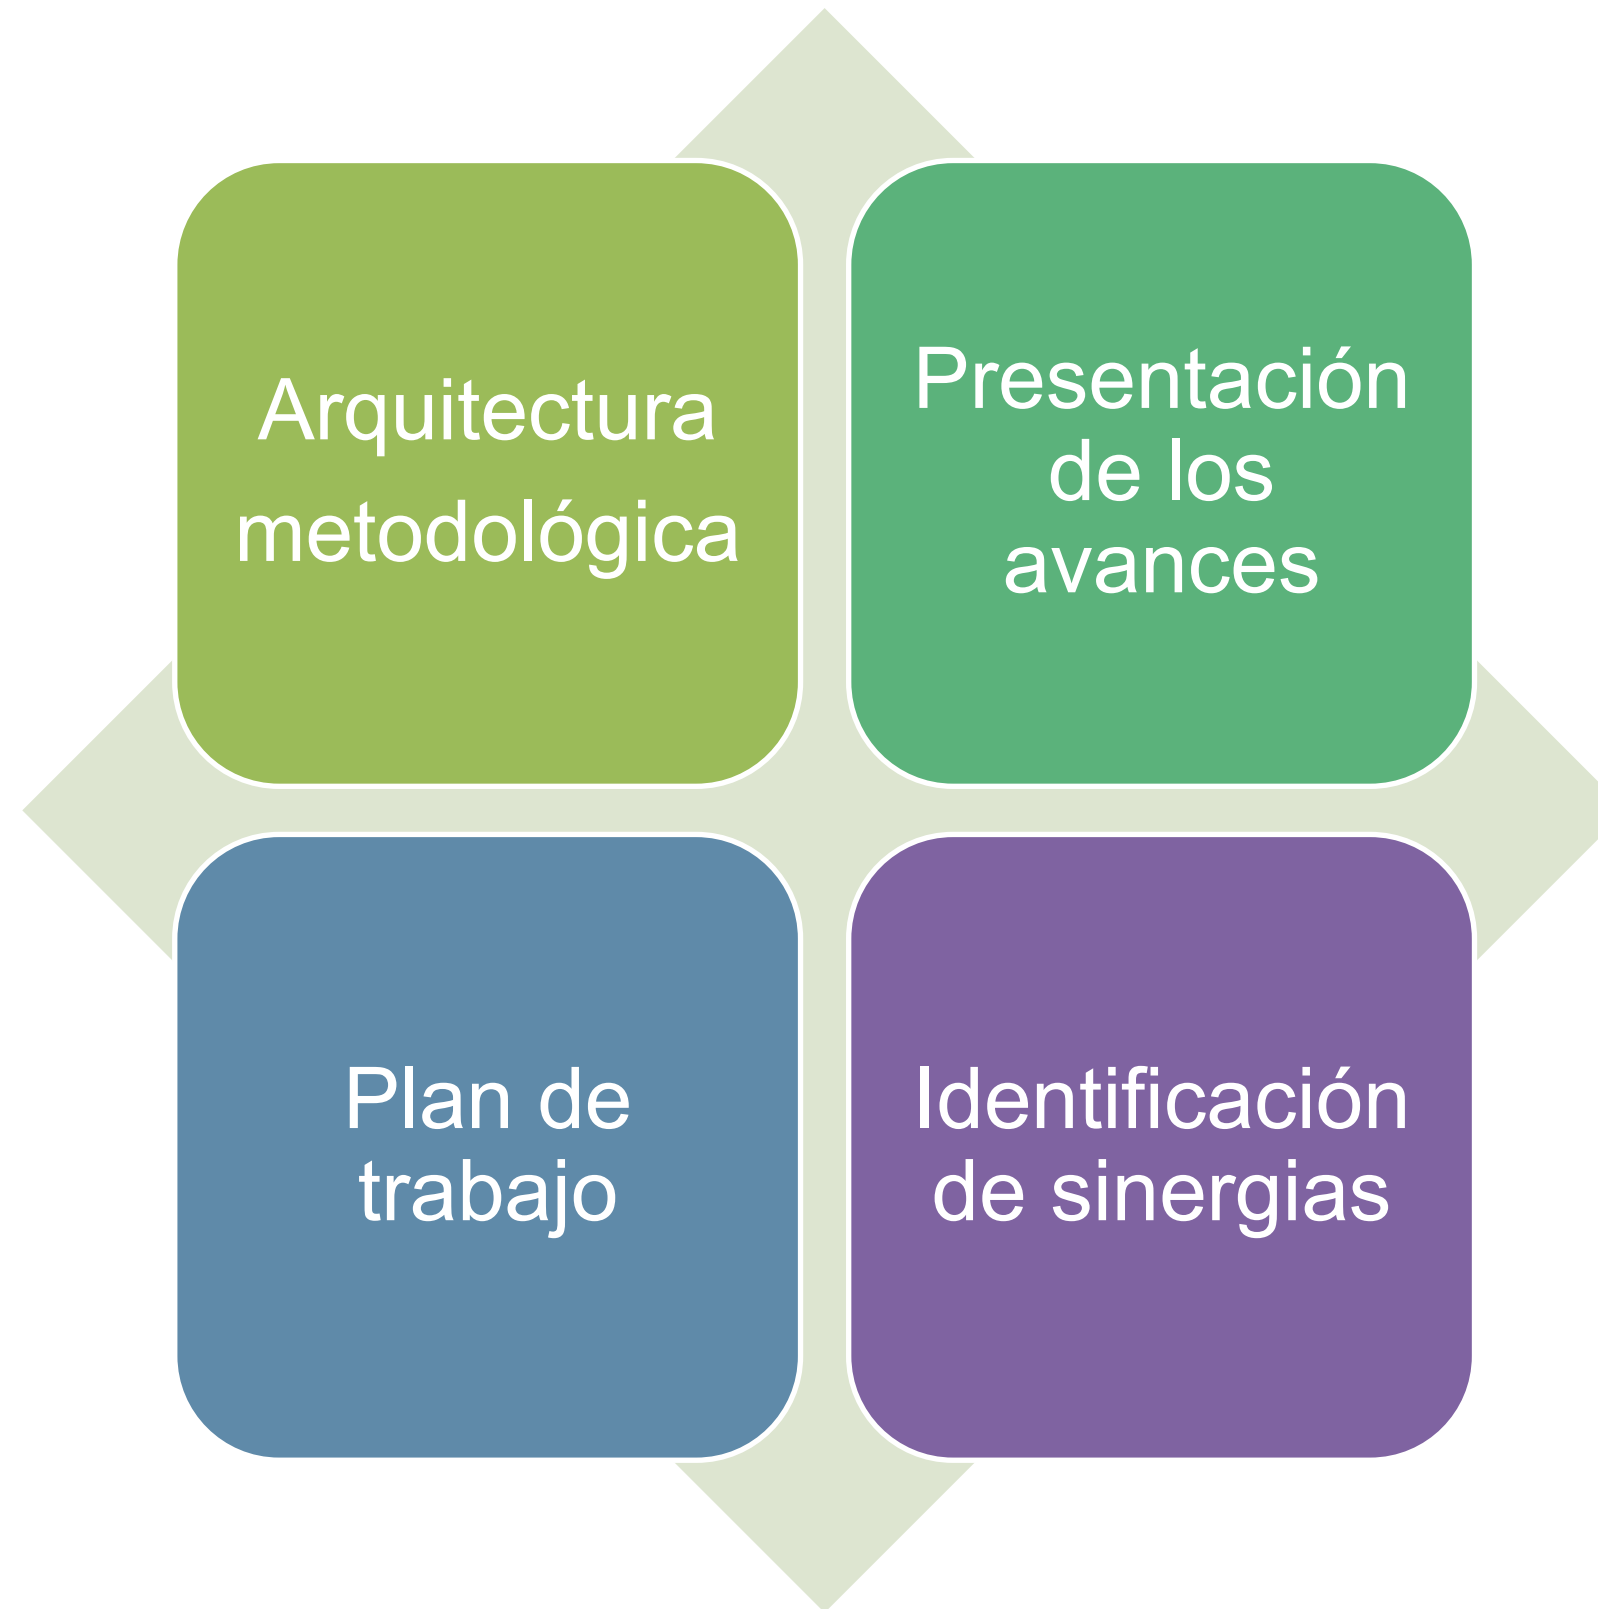 Arquitectura
metodológica
Presentación
de los
avances
Plan de
trabajo
Identificación
de sinergias